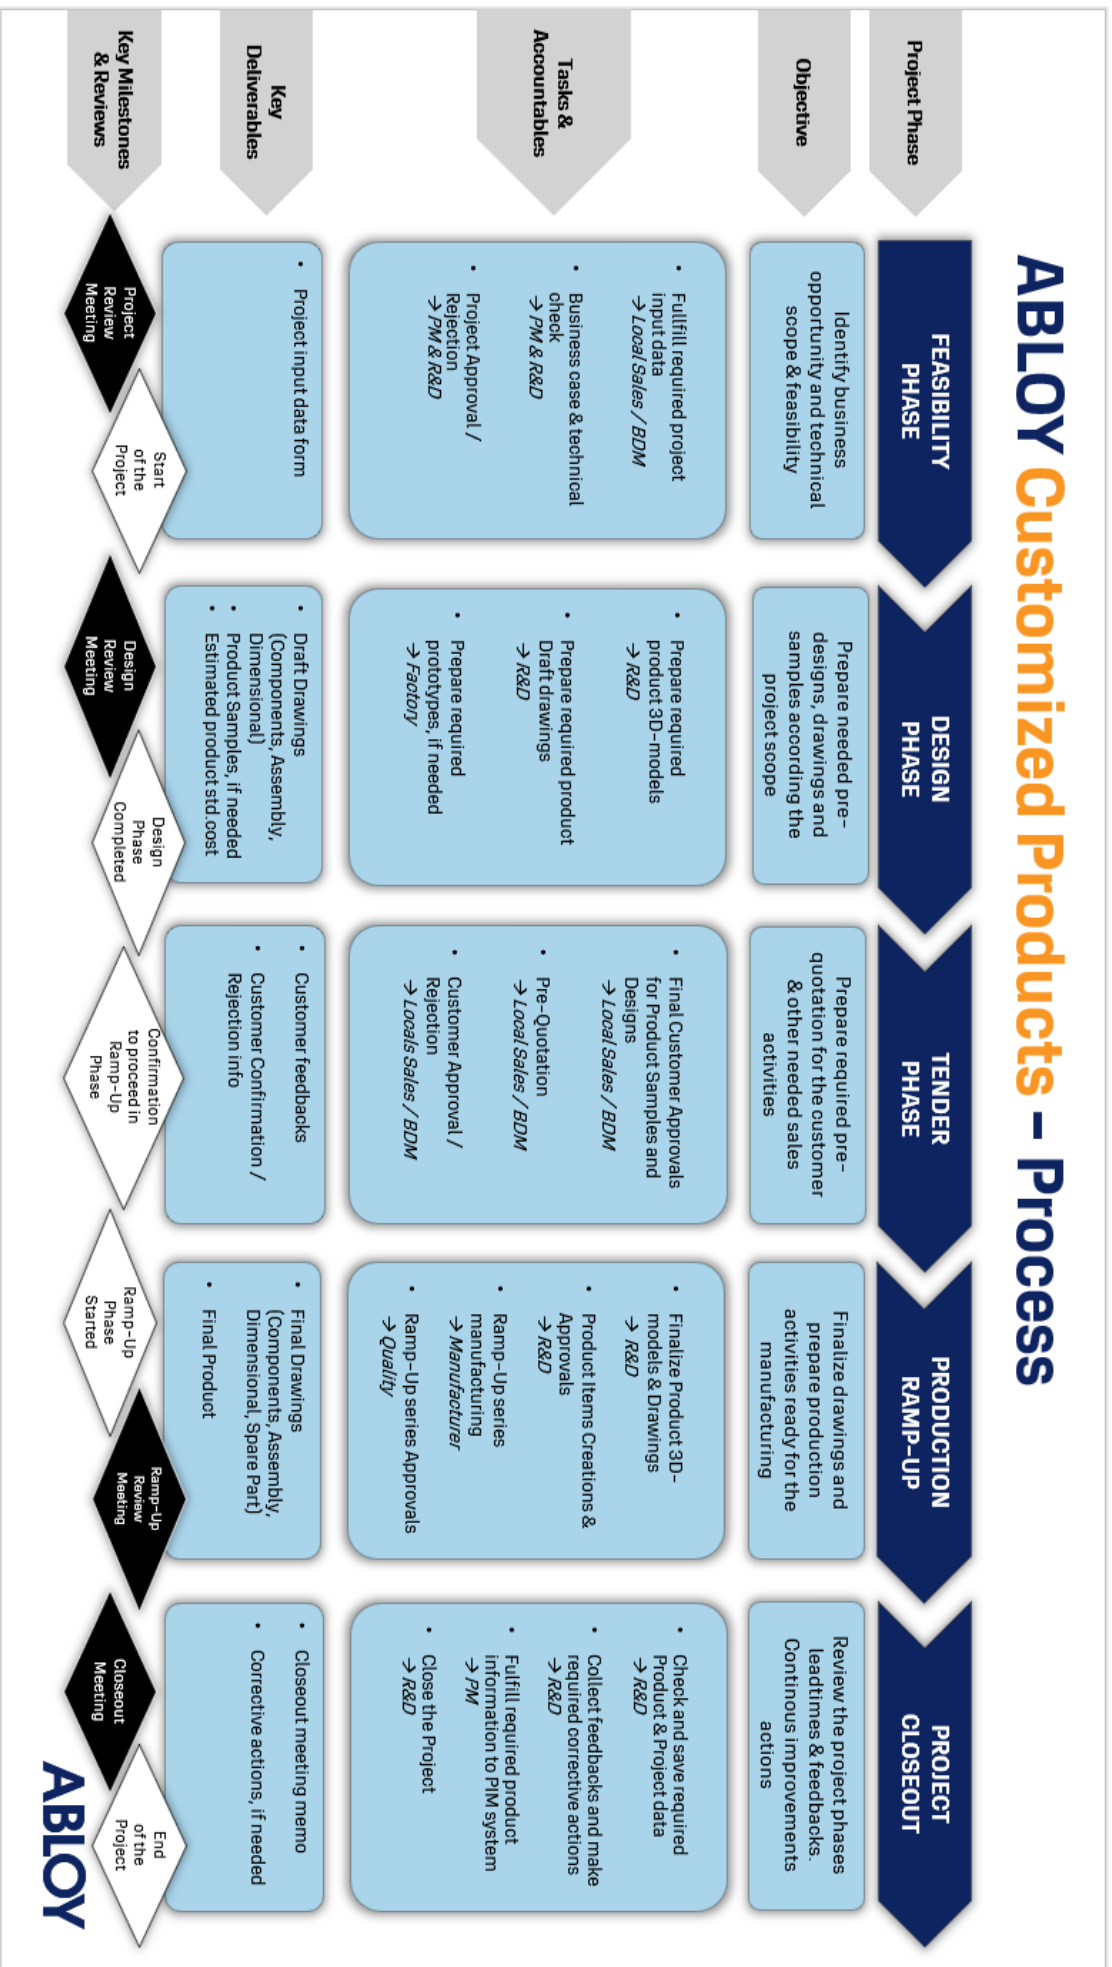 ABLOY Customized Products – Process
Project Phase
FEASIBILITY
PHASE
DESIGN
PHASE
TENDER
PHASE
PRODUCTION
RAMP-UP
PROJECT
CLOSEOUT
Objective
Identify business
opportunity and technical
scope & feasibility
Prepare needed pre-
designs, drawings and
samples according the
project scope
Prepare required pre-
quotation for the customer
& other needed sales
activities
Finalize drawings and
prepare production
activities ready for the
manufacturing
Review the project phases
leadtimes & feedbacks.
Continous improvements
actions
Tasks &
Accountables
• Fullfill required project
input data
→ Local Sales / BDM
• Business case & technical
check
→ PM & R&D
• Project Approval /
Rejection
→ PM & R&D
• Prepare required
product 3D-models
→ R&D
• Prepare required product
Draft drawings
→ R&D
• Prepare required
prototypes, if needed
→ Factory
• Final Customer Approvals
for Product Samples and
Designs
→ Local Sales / BDM
• Pre-Quotation
→ Local Sales / BDM
• Customer Approval /
Rejection
→ Locals Sales / BDM
• Finalize Product 3D-
models & Drawings
→ R&D
• Product Items Creations &
Approvals
→ R&D
• Ramp-Up series
manufacturing
→ Manufacturer
• Ramp-Up series Approvals
→ Quality
• Check and save required
Product & Project data
→ R&D
• Collect feedbacks and make
required corrective actions
→ R&D
• Fulfill required product
information to PIM system
→ PM
• Close the Project
→ R&D
Key
Deliverables
• Project input data form
• Draft Drawings
(Components, Assembly,
Dimensional)
• Product Samples, if needed
• Estimated product std.cost
• Customer feedbacks
• Customer Confirmation /
Rejection info
• Final Drawings
(Components, Assembly,
Dimensional, Spare Part)
• Final Product
• Closeout meeting memo
• Corrective actions, if needed
Key Milestones
& Reviews
Project
Review
Meeting
Start
of the
Project
Design
Review
Meeting
Design
Phase
Completed
Confirmation
to proceed in
Ramp-Up
Phase
Ramp-Up
Phase
Started
Ramp-Up
Review
Meeting
Closeout
Meeting
End
of the
Project
ABLOY